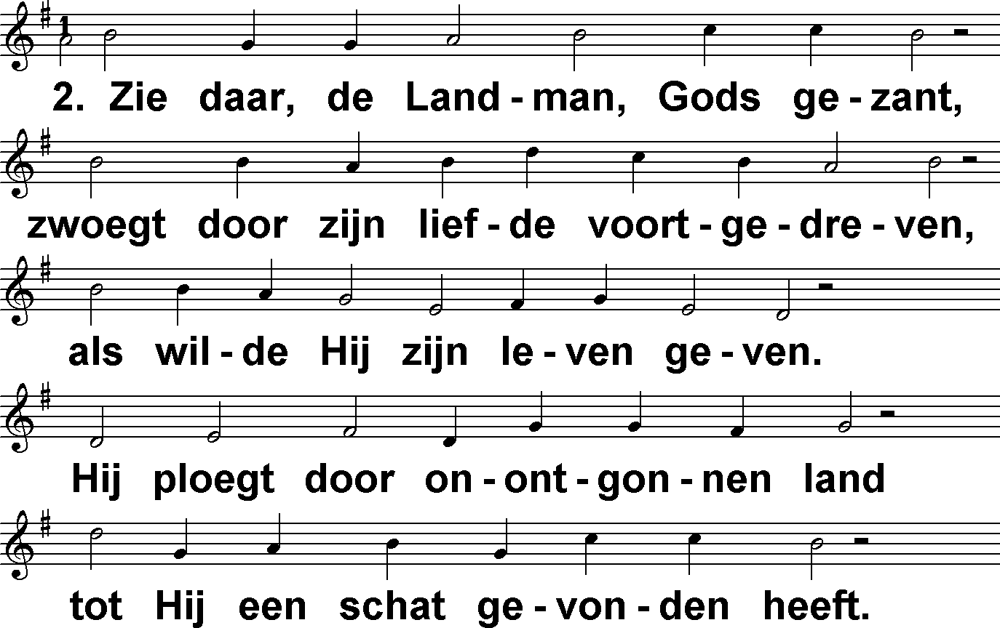 1
2. Zie daar, de Land - man, Gods ge - zant,
zwoegt door zijn lief - de voort - ge - dre - ven,
als wil - de Hij zijn le - ven ge - ven.
Hij ploegt door on - ont - gon - nen land
tot Hij een schat ge - von - den heeft.